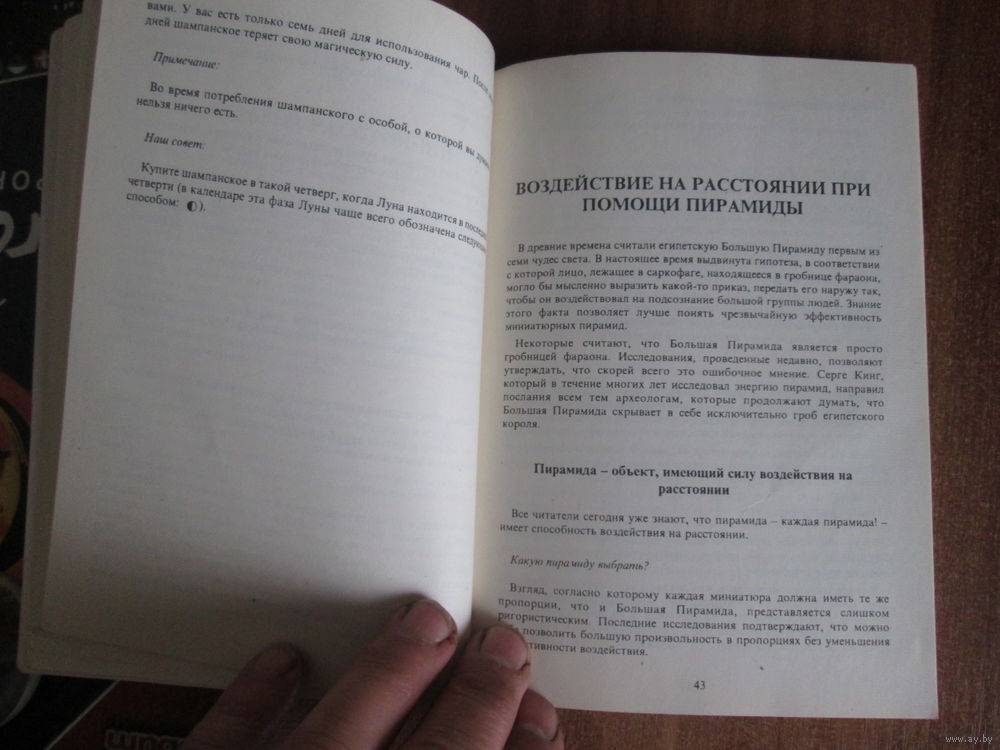 вами. У вас есть только семь дней для использования чар. После
дней шампанское теряет свою магическую силу.
Примечание:
Во время потребления шампанского с особой, о которой вы
нельзя ничего есть.
Наш совет:
Купите шампанское в такой четверг, когда Луна находится в
четверти (в календаре эта фаза Луны чаще всего обозначена
способом: ◐).
ВОЗДЕЙСТВИЕ НА РАССТОЯНИИ ПРИ
ПОМОЩИ ПИРАМИДЫ
В древние времена считали египетскую Большую Пирамиду первым из
семи чудес света. В настоящее время выдвинута гипотеза, в соответствии
с которой лицо, лежащее в саркофаге, находящееся в гробнице фараона,
могло бы мысленно выразить какой-то приказ, передать его наружу так,
чтобы он воздействовал на подсознание большой группы людей. Знание
этого факта позволяет лучше понять чрезвычайную эффективность
миниатюрных пирамид.
Некоторые считают, что Большая Пирамида является просто
гробницей фараона. Исследования, проведенные недавно, позволяют
утверждать, что скорей всего это ошибочное мнение. Серге Кинг,
который в течение многих лет исследовал энергию пирамид, направил
послания всем тем археологам, которые продолжают думать, что
Большая Пирамида скрывает в себе исключительно гроб египетского
короля.
Пирамида – объект, имеющий силу воздействия на
расстоянии
Все читатели сегодня уже знают, что пирамида – каждая пирамида! –
имеет способность воздействия на расстоянии.
Какую пирамиду выбрать?
Взгляд, согласно которому каждая миниатюра должна иметь те же
пропорции, что и Большая Пирамида, представляется слишком
ригористическим. Последние исследования подтверждают, что можно
позволить большую произвольность в пропорциях без уменьшения
воздействия.
43
www.ay.by